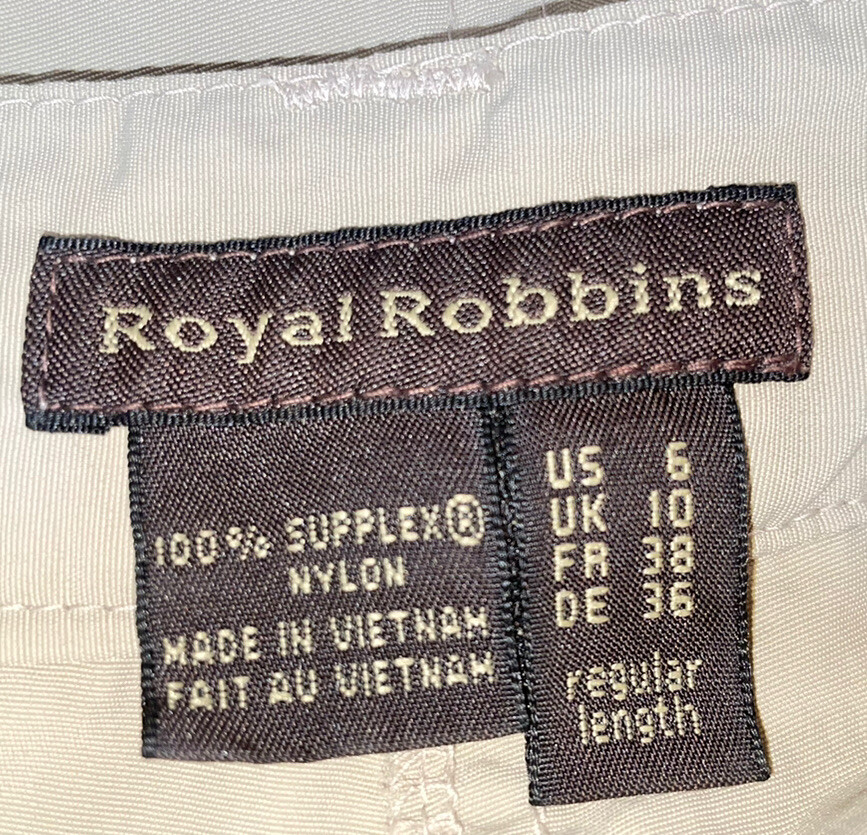 Royal Robbins
100% SUPPLEX®
NYLON
MADE IN VIETNAM
FAIT AU VIETNAM
US 6
UK 10
FR 38
DE 36
regular
length